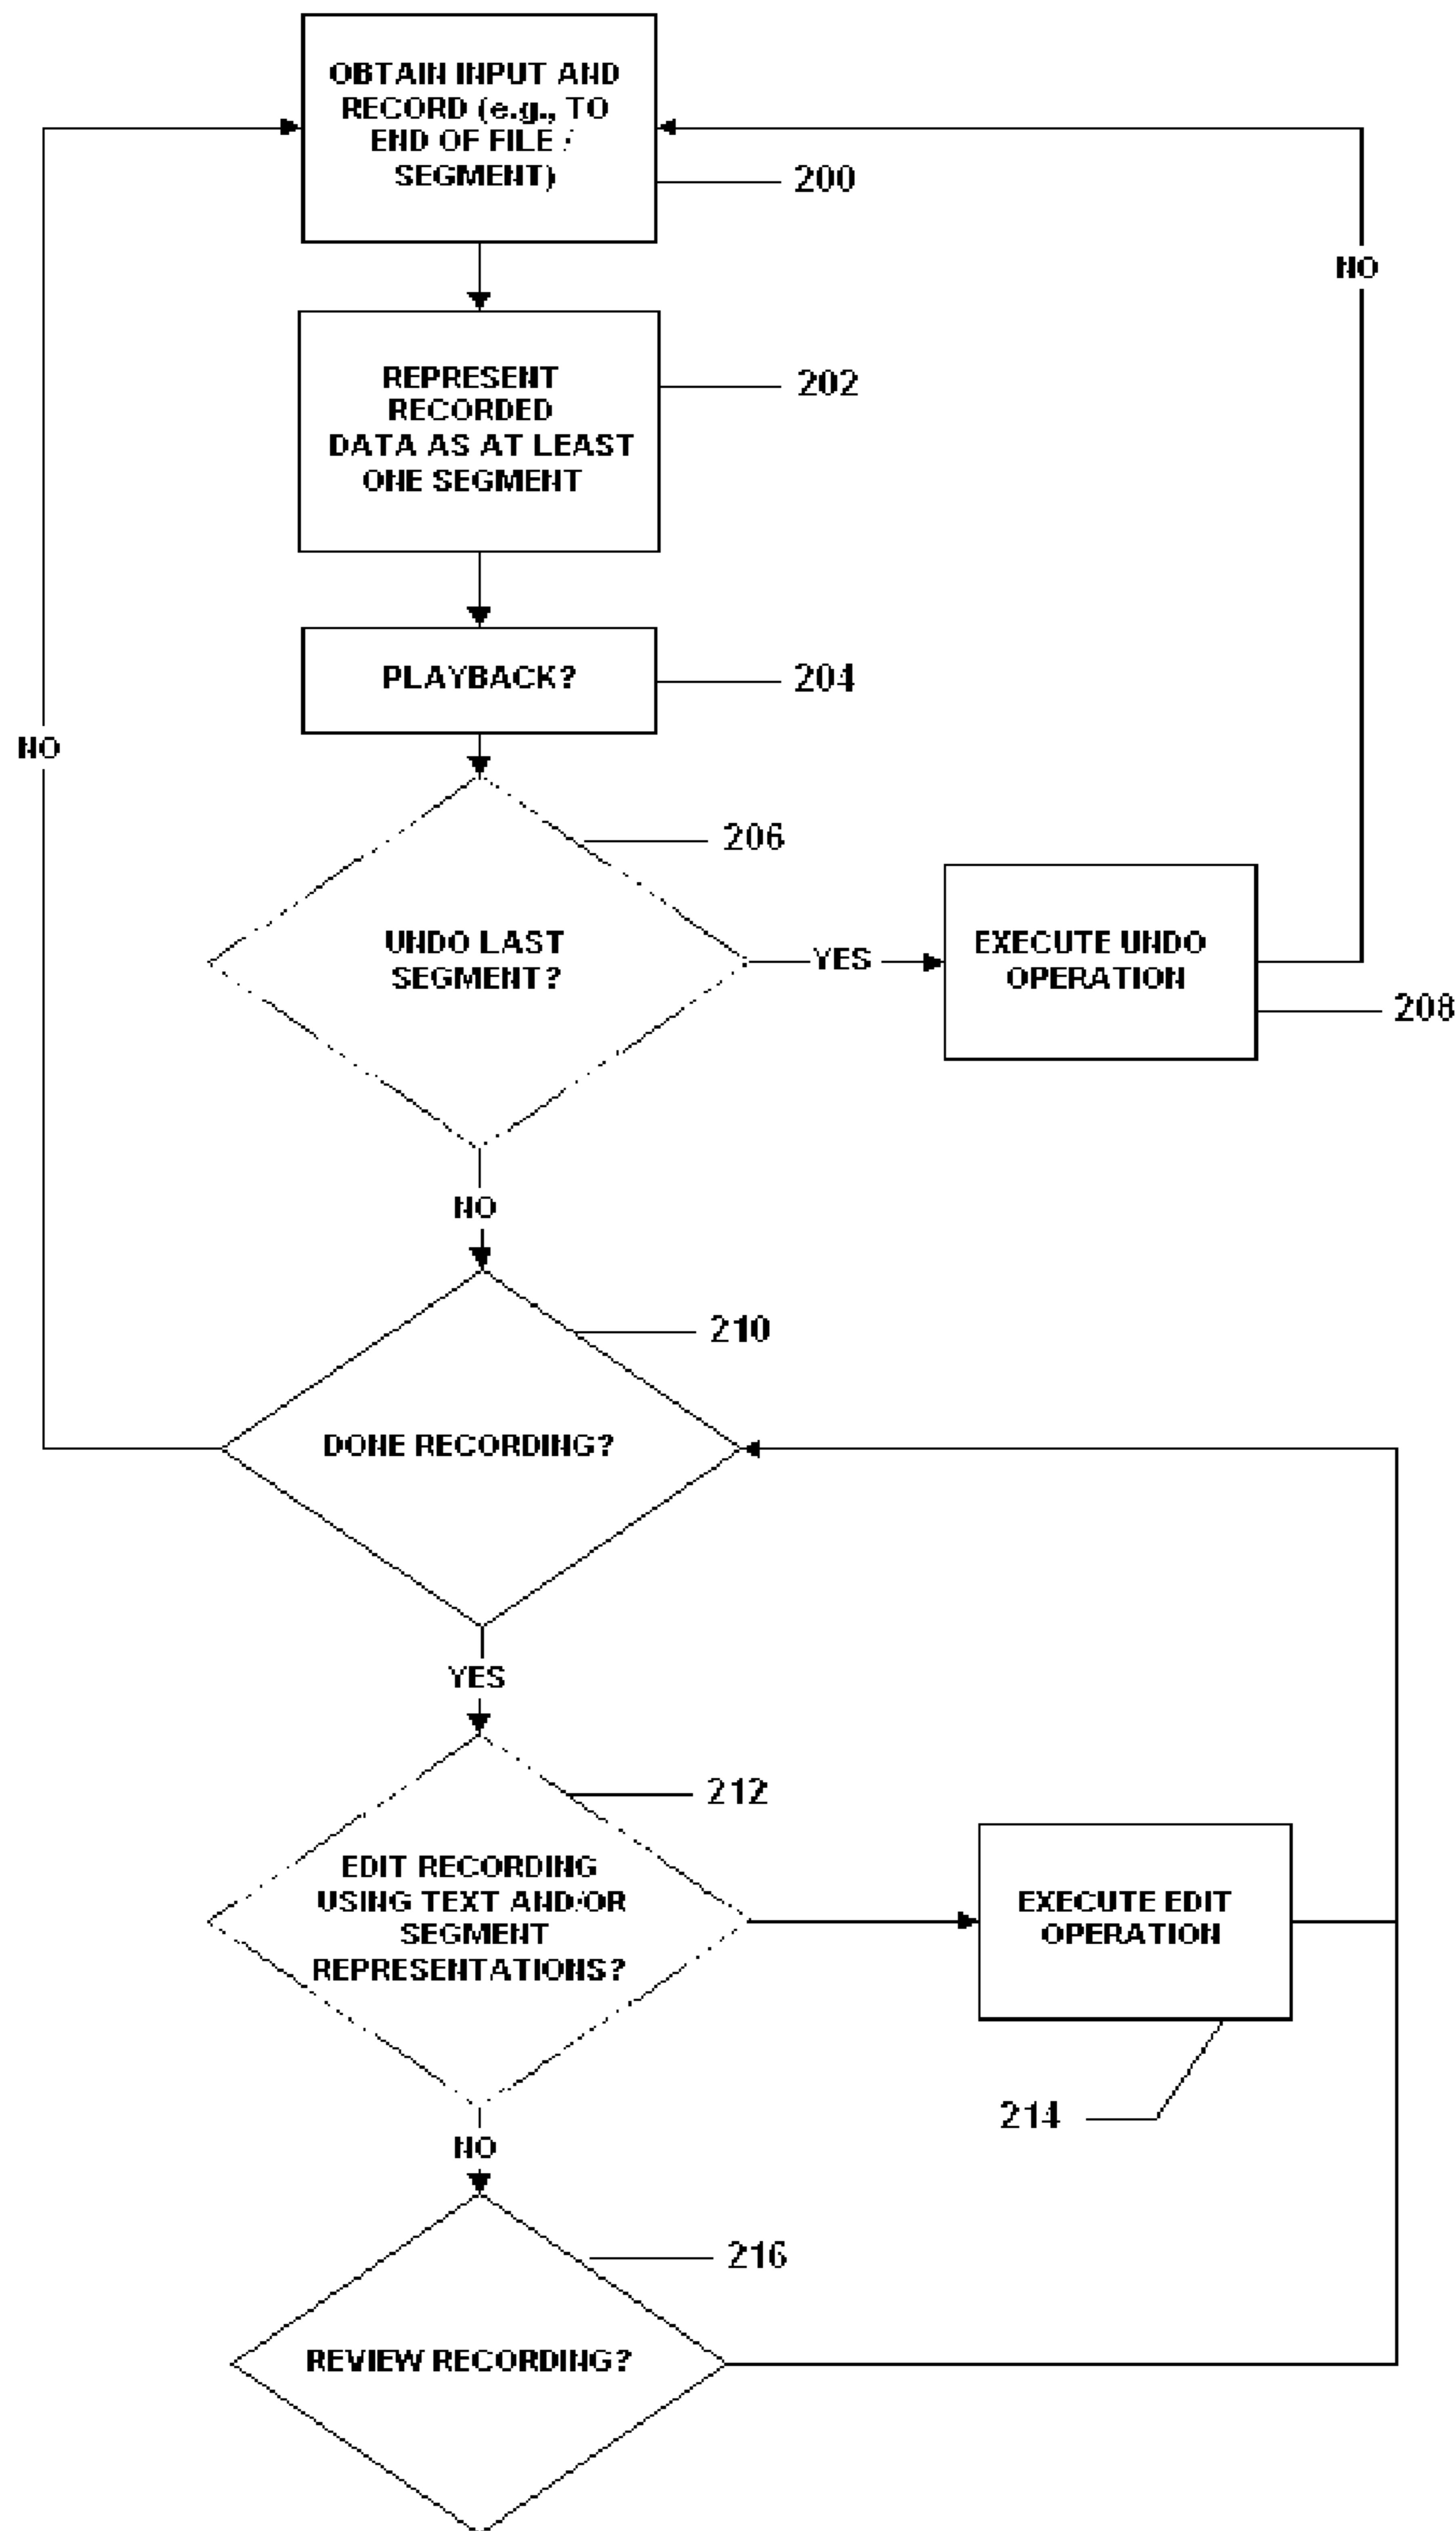 OBTAIN INPUT AND
RECORD (e.g., TO
END OF FILE /
SEGMENT)
200
NO
REPRESENT
RECORDED
DATA AS AT LEAST
ONE SEGMENT
202
PLAYBACK?
204
NO
206
UNDO LAST
SEGMENT?
YES
EXECUTE UNDO
OPERATION
208
NO
210
DONE RECORDING?
YES
212
EDIT RECORDING
USING TEXT AND/OR
SEGMENT
REPRESENTATIONS?
EXECUTE EDIT
OPERATION
214
NO
216
REVIEW RECORDING?